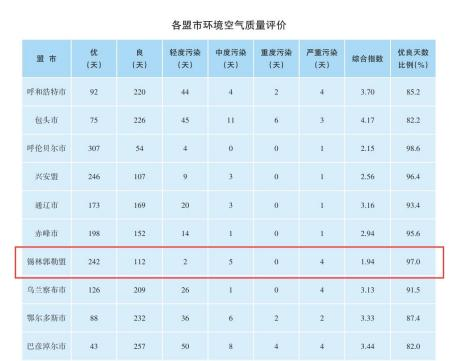 各盟市环境空气质量评价
盟 市 优(天) 良(天) 轻度污染(天) 中度污染(天) 重度污染(天) 严重污染(天) 综合指数 优良天数比例(%)
呼和浩特市 92 220 44 4 2 4 3.70 85.2
包头市 75 226 45 11 6 3 4.17 82.2
呼伦贝尔市 307 54 4 0 0 1 2.15 98.6
兴安盟 246 107 9 3 0 1 2.56 96.4
通辽市 173 169 20 3 0 1 3.16 93.4
赤峰市 198 152 14 1 0 1 2.94 95.6
锡林郭勒盟 242 112 2 5 0 4 1.94 97.0
乌兰察布市 126 209 26 1 0 4 3.13 91.5
鄂尔多斯市 88 232 36 6 2 2 3.33 87.4
巴彦淖尔市 43 257 50 8 4 4 3.44 82.0